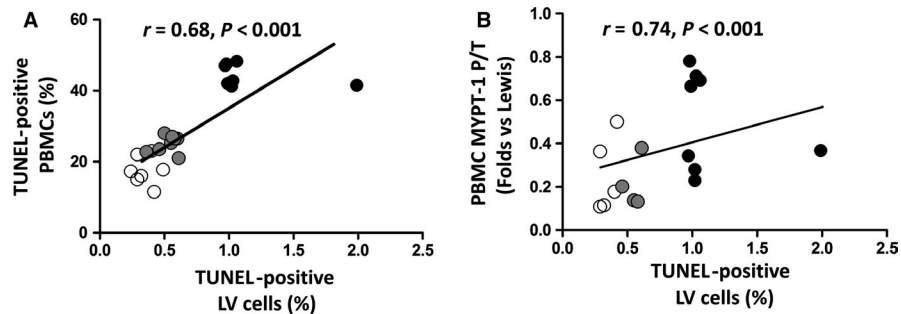 A
r = 0.68, P < 0.001
TUNEL-positive
PBMCs (%)
60
40
20
0
0.0 0.5 1.0 1.5 2.0 2.5
TUNEL-positive
LV cells (%)
B
r = 0.74, P < 0.001
PBMC MYPT-1 P/T
(Folds vs Lewis)
1.0
0.8
0.6
0.4
0.2
0.0
0.0 0.5 1.0 1.5 2.0 2.5
TUNEL-positive
LV cells (%)